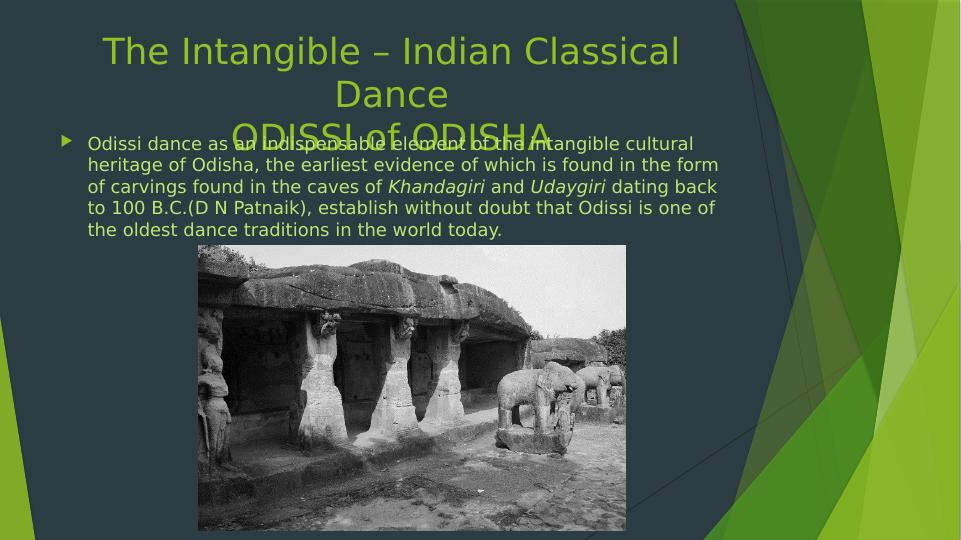 The Intangible – Indian Classical
Dance
ODISSI of ODISHA
Odissi dance as an indispensable element of the intangible cultural
heritage of Odisha, the earliest evidence of which is found in the form
of carvings found in the caves of Khandagiri and Udaygiri dating back
to 100 B.C.(D N Patnaik), establish without doubt that Odissi is one of
the oldest dance traditions in the world today.